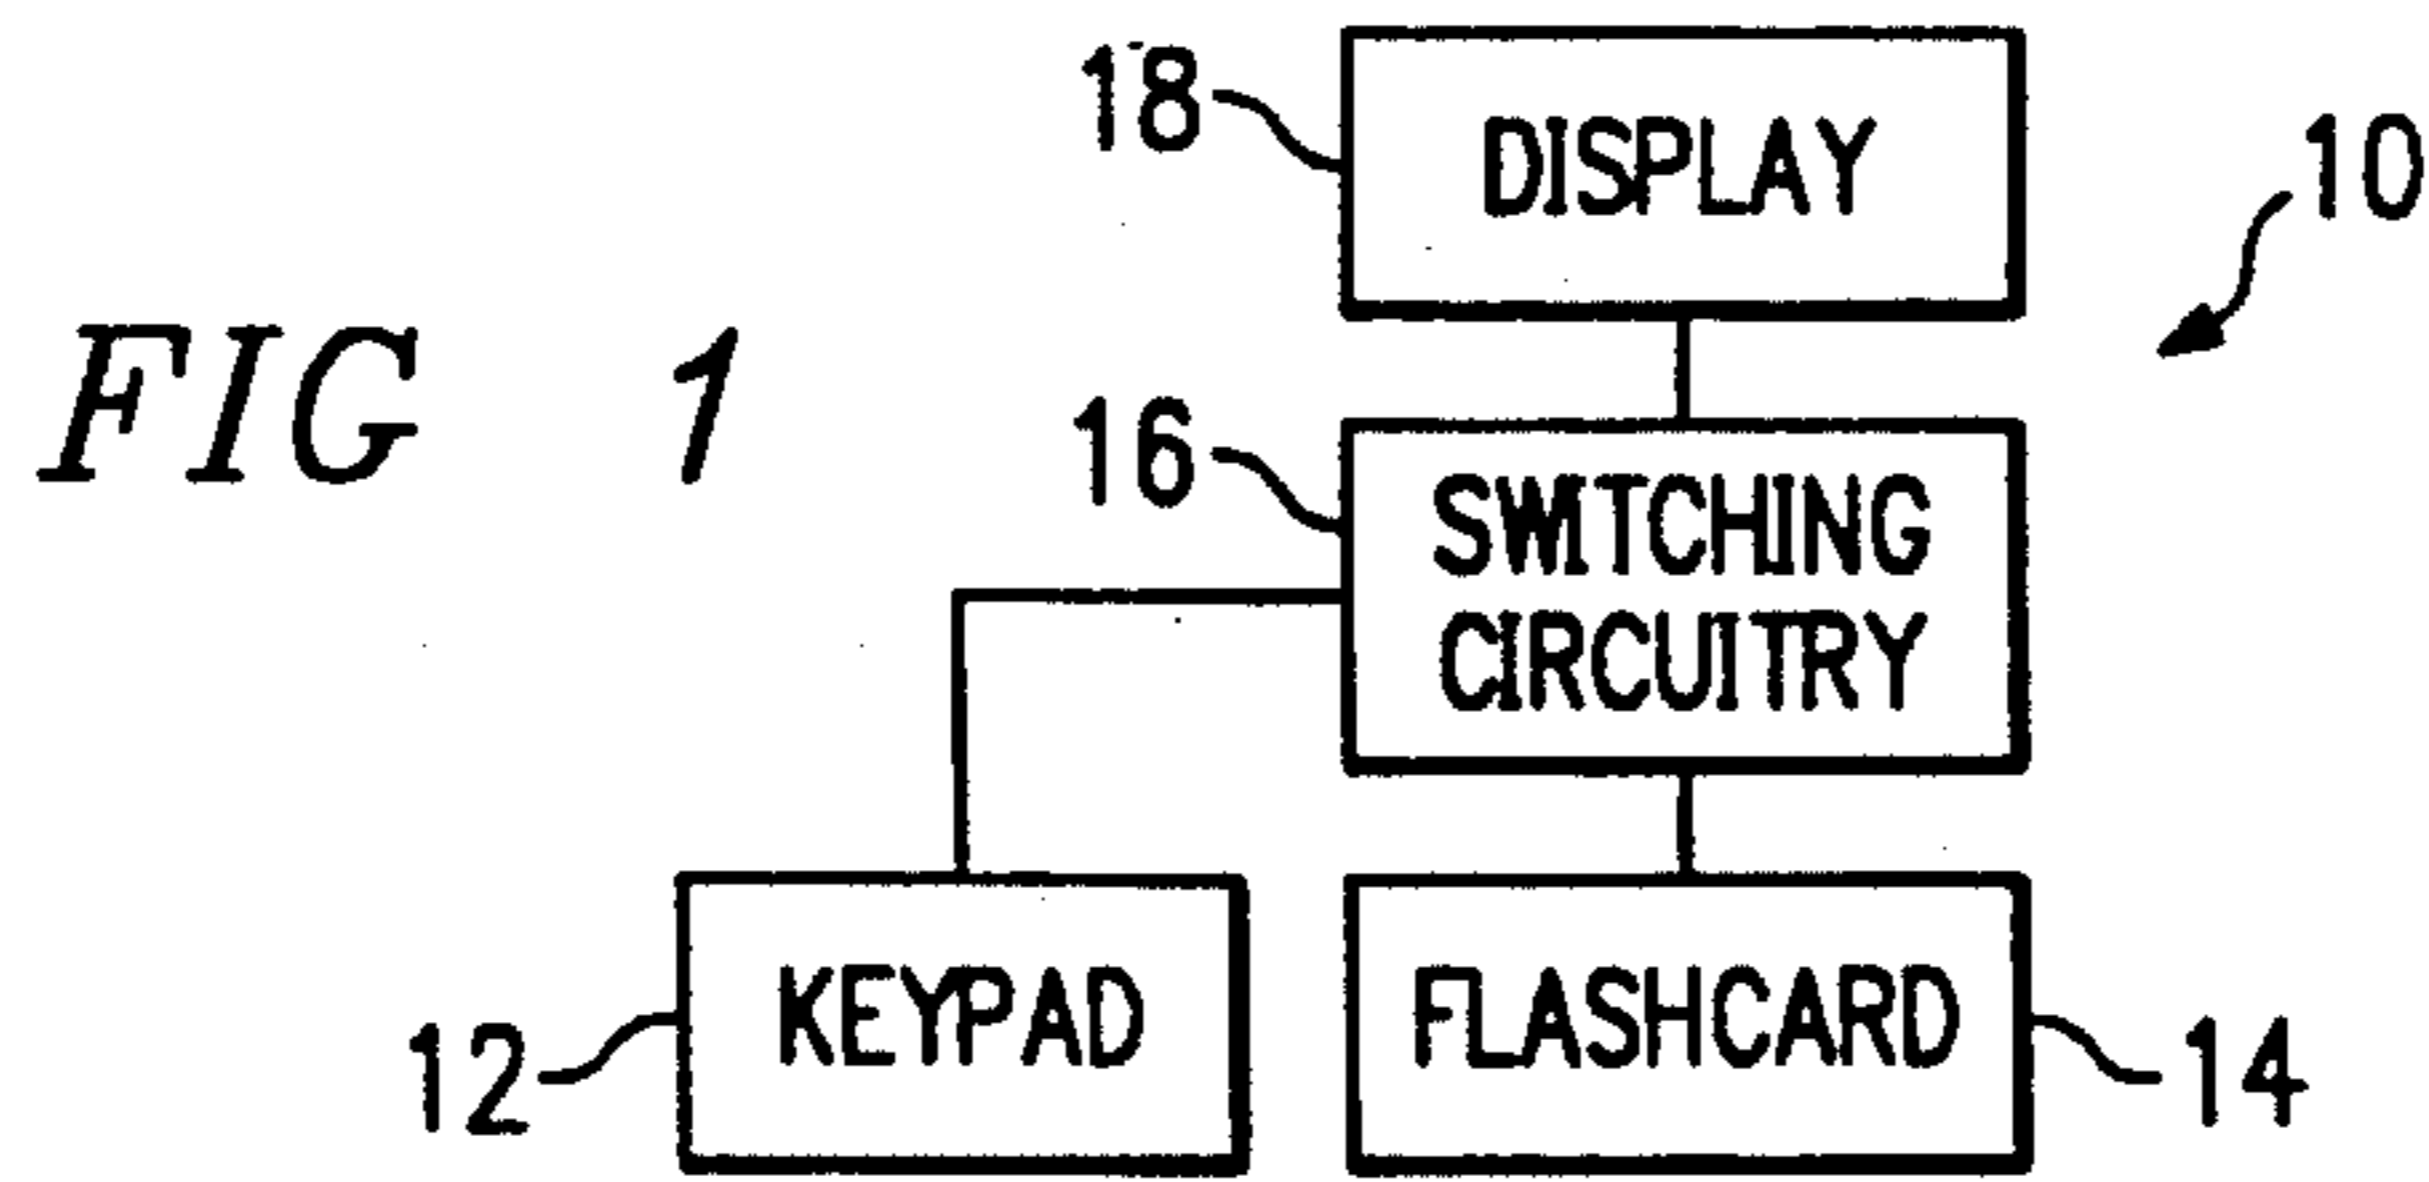 18
DISPLAY
10
FIG 1
16
SWITCHING
CIRCUITRY
KEYPAD
FLASHCARD
12
14